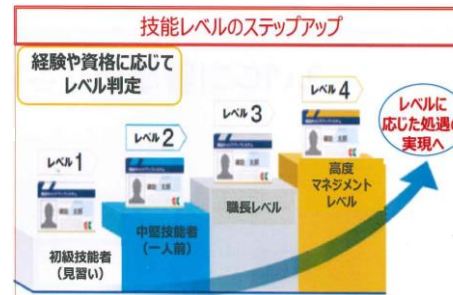 技能レベルのステップアップ
経験や資格に応じて
レベル判定
レベル1
レベル2
レベル3
レベル4
レベルに
応じた処遇の
実現へ
初級技能者
(見習い)
中堅技能者
(一人前)
職長レベル
高度
マネジメント
レベル